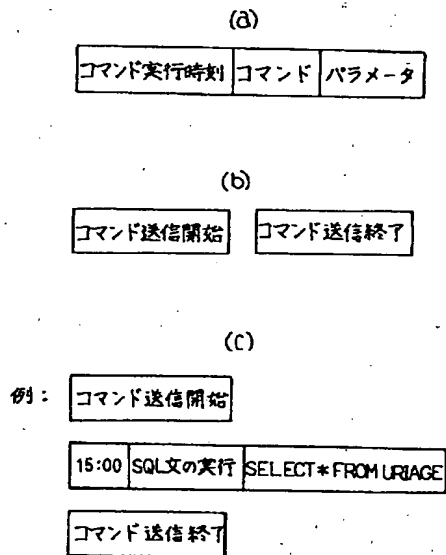 (a)
コマンド実行時刻 コマンド パラメータ
(b)
コマンド送信開始 コマンド送信終了
(C)
例: コマンド送信開始
15:00 SQL文の実行 SELECT*FROM URIAGE
コマンド送信終了